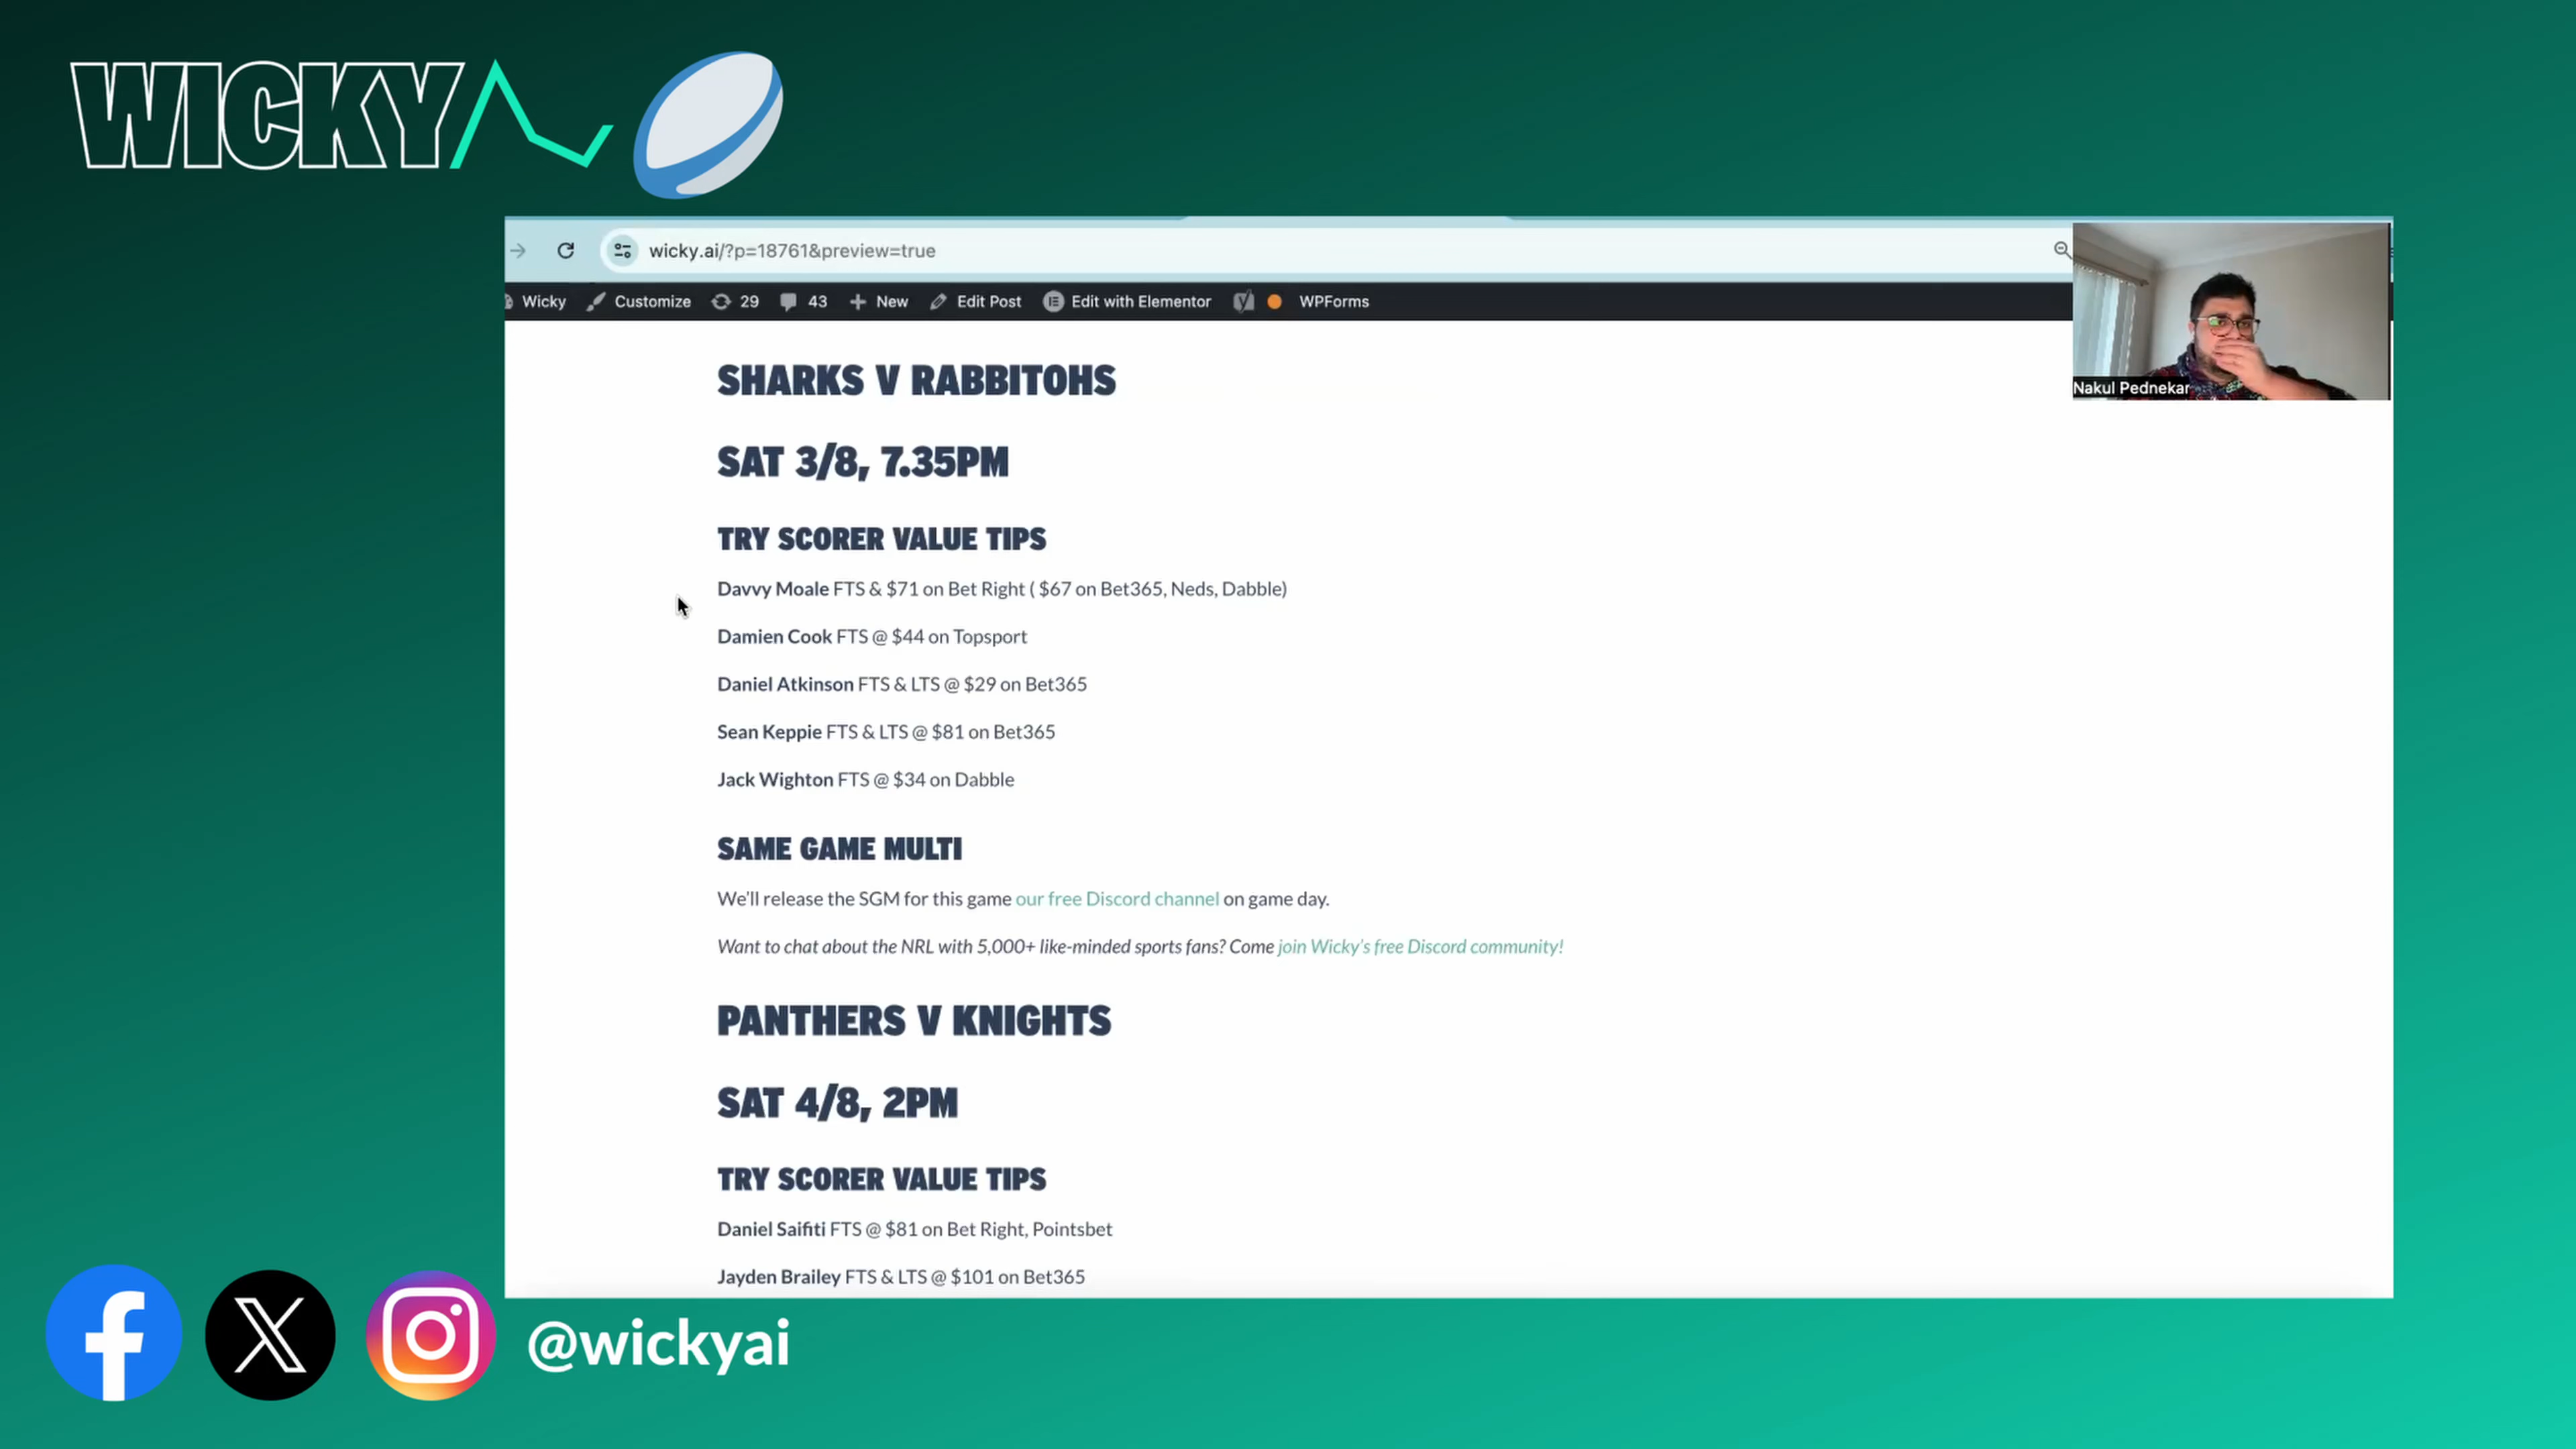 WICKY
wicky.ai/?p=18761&preview=true
Wicky Customize 29 43 New Edit Post Edit with Elementor WPForms
Nakul Pednekar
SHARKS V RABBITOHS
SAT 3/8, 7.35PM
TRY SCORER VALUE TIPS
Davvy Moale FTS & $71 on Bet Right ( $67 on Bet365, Neds, Dabble)
Damien Cook FTS @ $44 on Topsport
Daniel Atkinson FTS & LTS @ $29 on Bet365
Sean Keppie FTS & LTS @ $81 on Bet365
Jack Wighton FTS @ $34 on Dabble
SAME GAME MULTI
We'll release the SGM for this game our free Discord channel on game day.
Want to chat about the NRL with 5,000+ like-minded sports fans? Come join Wicky's free Discord community!
PANTHERS V KNIGHTS
SAT 4/8, 2PM
TRY SCORER VALUE TIPS
Daniel Saifiti FTS @ $81 on Bet Right, Pointsbet
Jayden Brailey FTS & LTS @ $101 on Bet365
@wickyai